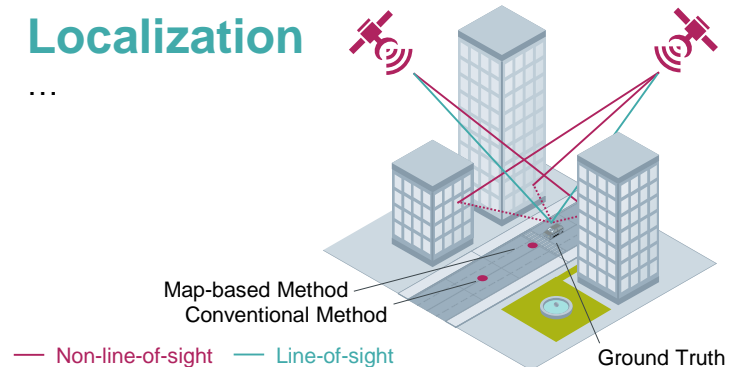 Localization
…
Map-based Method
Conventional Method
Non-line-of-sight
Line-of-sight
Ground Truth